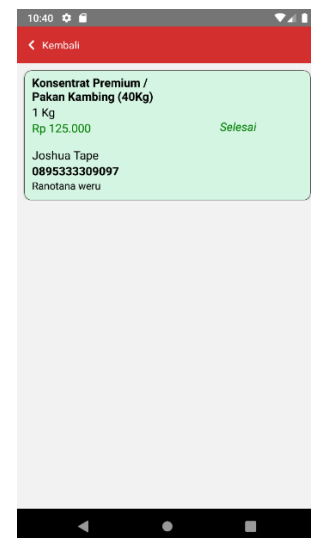 10:40
Kembali
Konsentrat Premium /
Pakan Kambing (40Kg)
1 Kg
Rp 125.000
Selesai
Joshua Tape
0895333309097
Ranotana weru